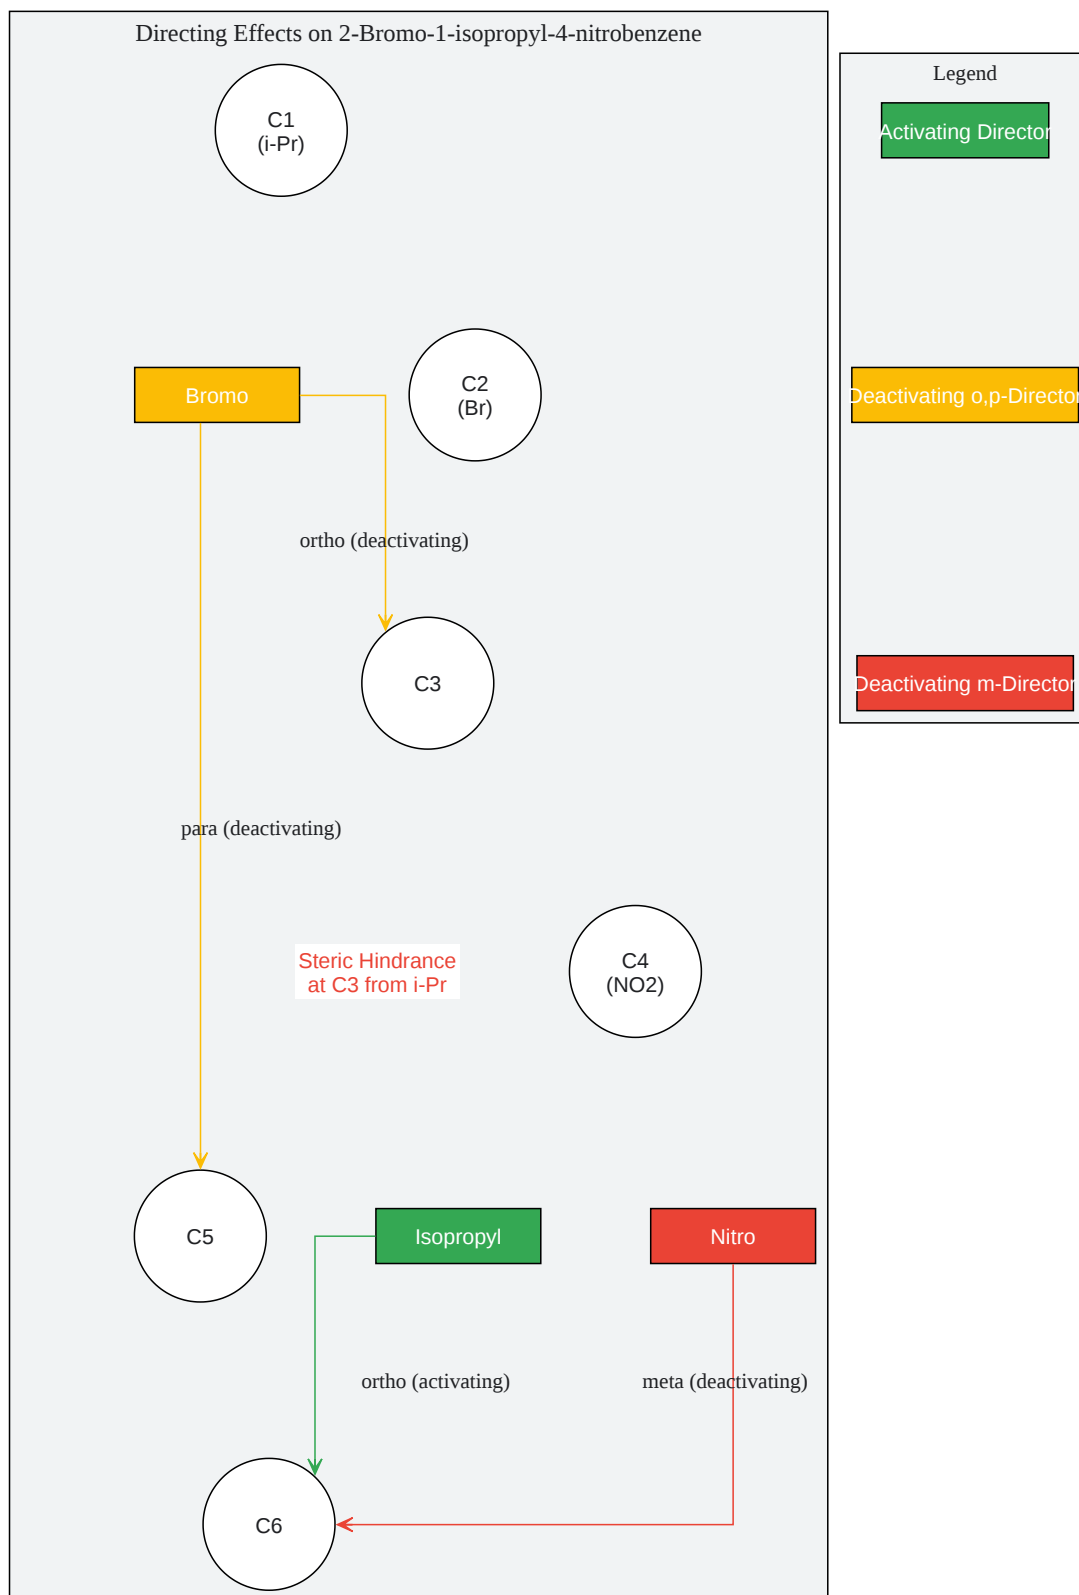 Directing Effects on 2-Bromo-1-isopropyl-4-nitrobenzene
C1
(i-Pr)
Bromo
C2
(Br)
ortho (deactivating)
C3
para (deactivating)
Steric Hindrance
at C3 from i-Pr
C4
(NO2)
C5
Isopropyl
Nitro
ortho (activating)
meta (deactivating)
C6
Legend
Activating Director
Deactivating o,p-Director
Deactivating m-Director